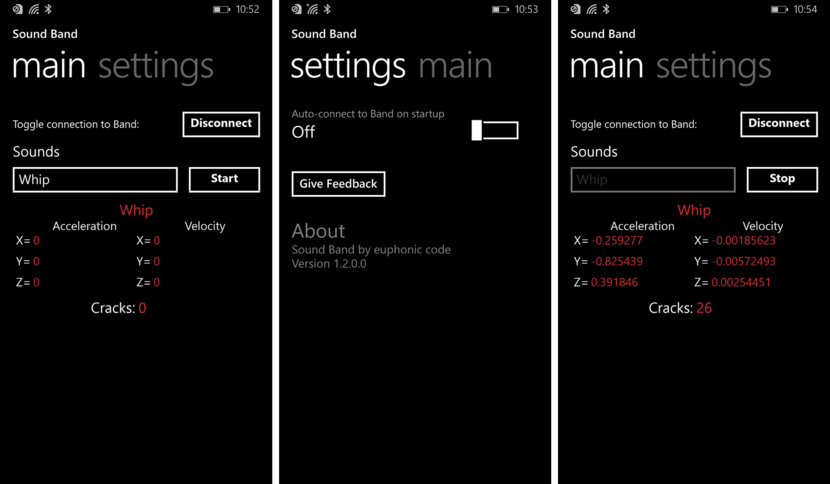 10:52
Sound Band
main settings
Toggle connection to Band: Disconnect
Sounds
Whip Start
Whip
Acceleration Velocity
X= 0 X= 0
Y= 0 Y= 0
Z= 0 Z= 0
Cracks: 0
10:53
Sound Band
settings main
Auto-connect to Band on startup
Off
Give Feedback
About
Sound Band by euphonic code
Version 1.2.0.0
10:54
Sound Band
main settings
Toggle connection to Band: Disconnect
Sounds
Whip Stop
Whip
Acceleration Velocity
X= -0.259277 X= -0.00185623
Y= -0.825439 Y= -0.00572493
Z= 0.391846 Z= 0.00254451
Cracks: 26